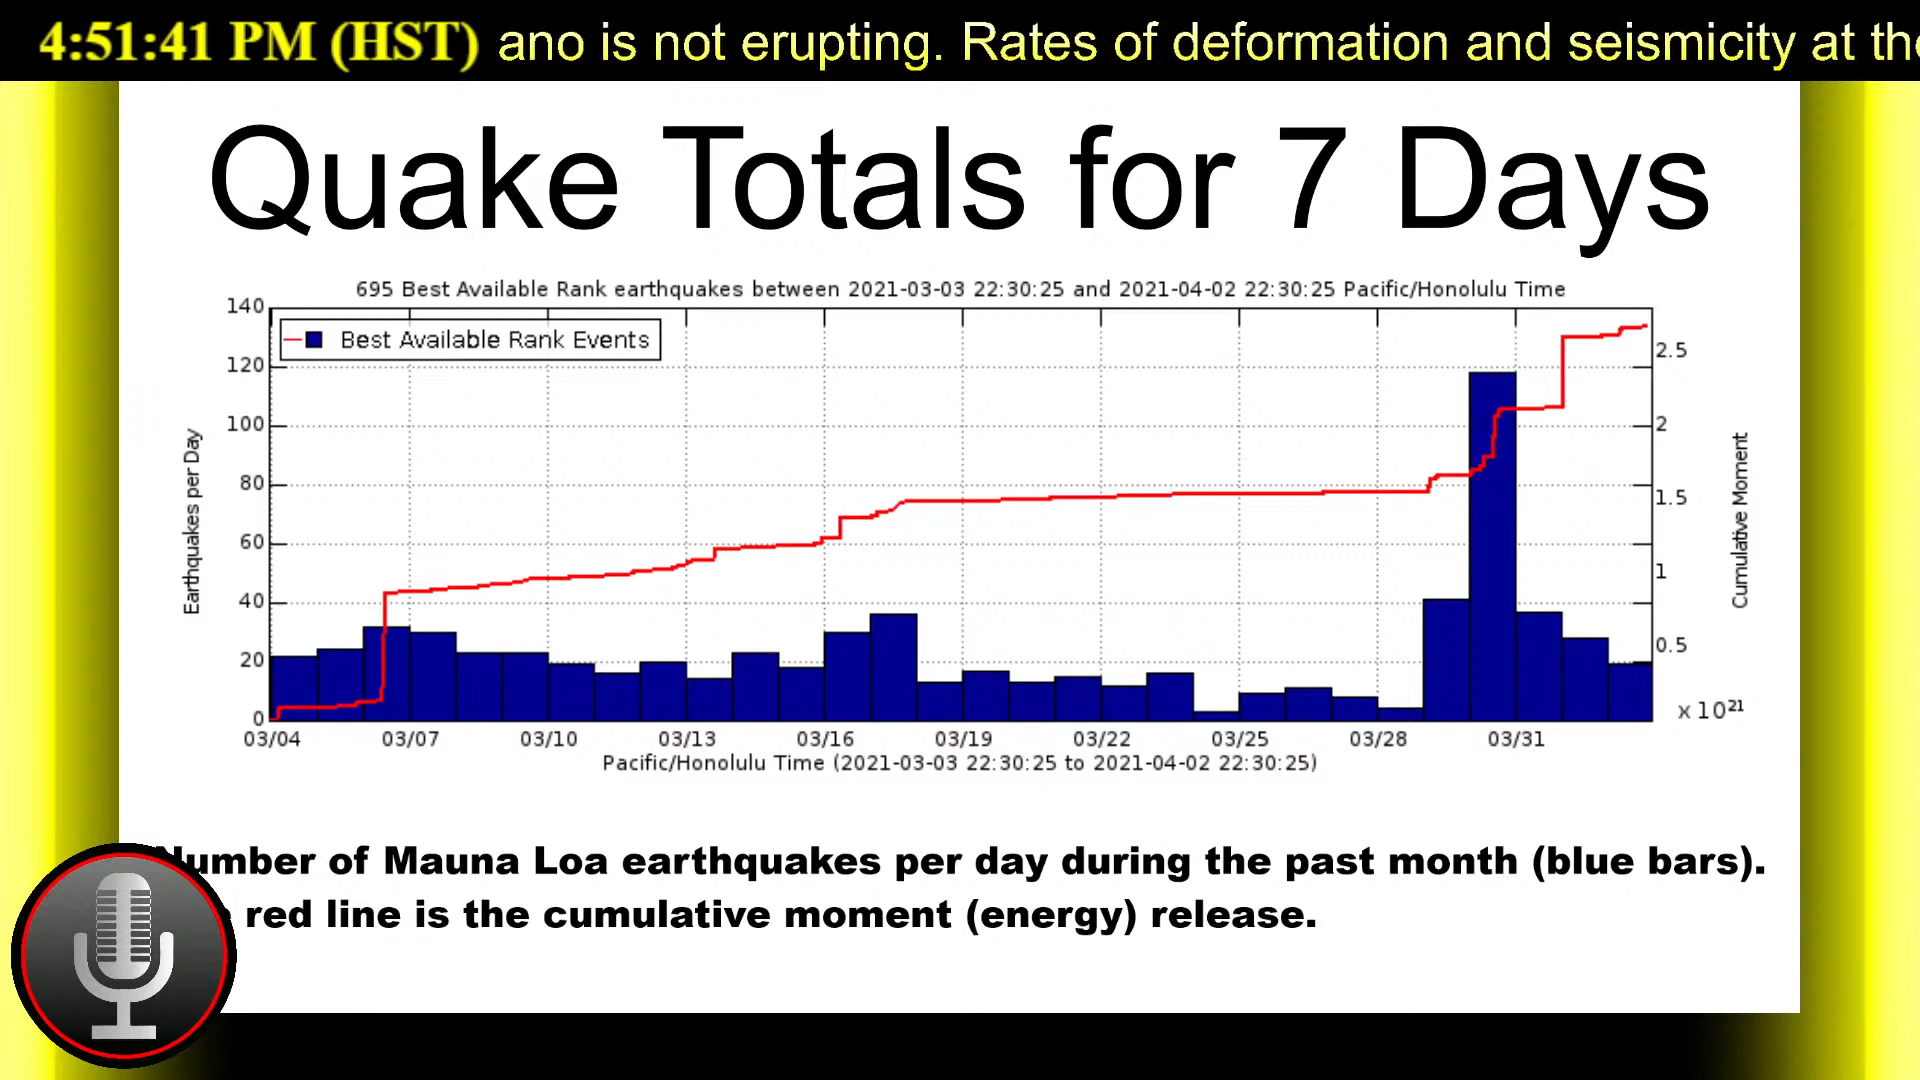 4:51:41 PM (HST) ano is not erupting. Rates of deformation and seismicity at the
Quake Totals for 7 Days
695 Best Available Rank earthquakes between 2021-03-03 22:30:25 and 2021-04-02 22:30:25 Pacific/Honolulu Time
Best Available Rank Events
140
120
100
80
60
40
20
0
Earthquakes per Day
2.5
2
1.5
1
0.5
x 10²¹
Cumulative Moment
03/04 03/07 03/10 03/13 03/16 03/19 03/22 03/25 03/28 03/31
Pacific/Honolulu Time (2021-03-03 22:30:25 to 2021-04-02 22:30:25)
Number of Mauna Loa earthquakes per day during the past month (blue bars).
red line is the cumulative moment (energy) release.